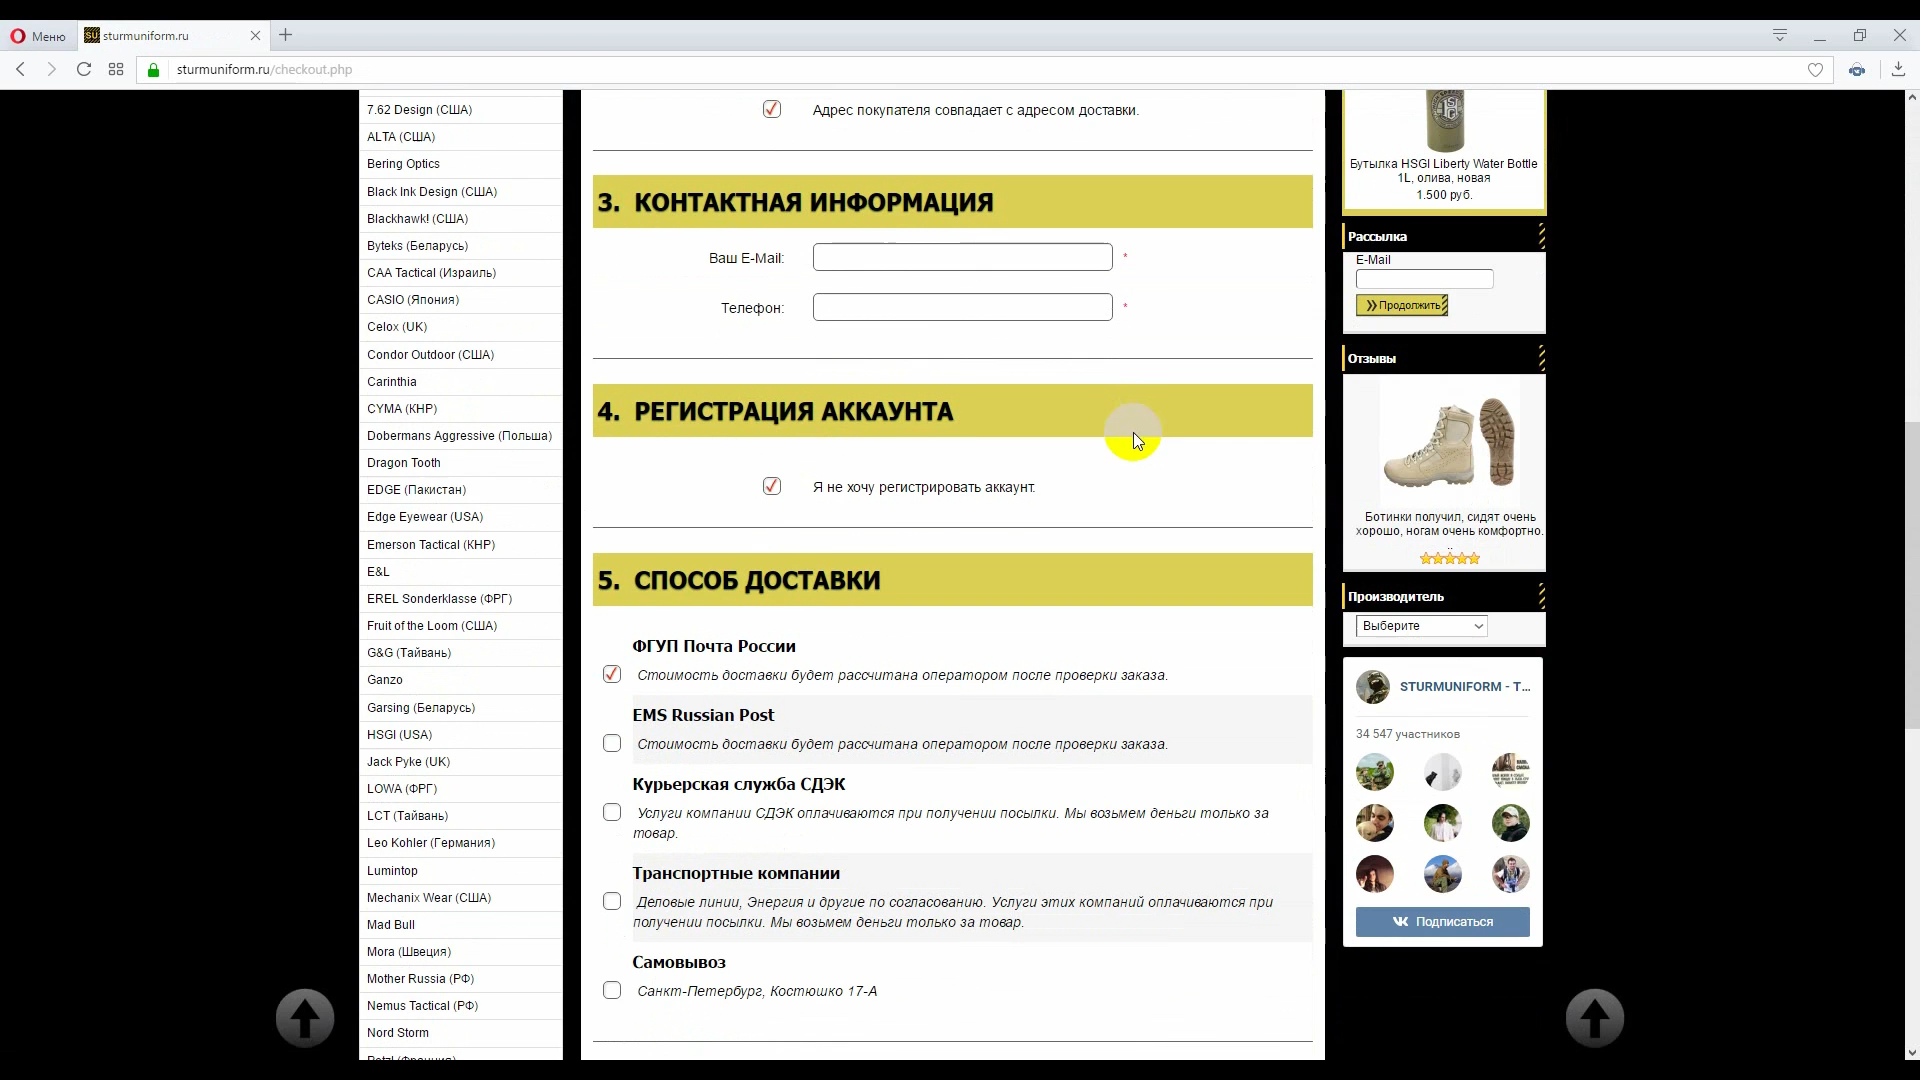 Меню
sturmuniform.ru
sturmuniform.ru/checkout.php
7.62 Design (США)
ALTA (США)
Bering Optics
Black Ink Design (США)
Blackhawk! (США)
Byteks (Беларусь)
CAA Tactical (Израиль)
CASIO (Япония)
Celox (UK)
Condor Outdoor (США)
Carinthia
CYMA (КНР)
Dobermans Aggressive (Польша)
Dragon Tooth
EDGE (Пакистан)
Edge Eyewear (USA)
Emerson Tactical (КНР)
E&L
EREL Sonderklasse (ФРГ)
Fruit of the Loom (США)
G&G (Тайвань)
Ganzo
Garsing (Беларусь)
HSGI (USA)
Jack Pyke (UK)
LOWA (ФРГ)
LCT (Тайвань)
Leo Kohler (Германия)
Lumintop
Mechanix Wear (США)
Mad Bull
Mora (Швеция)
Mother Russia (РФ)
Nemus Tactical (РФ)
Nord Storm
Адрес покупателя совпадает с адресом доставки.
3. КОНТАКТНАЯ ИНФОРМАЦИЯ
Ваш E-Mail: *
Телефон: *
4. РЕГИСТРАЦИЯ АККАУНТА
Я не хочу регистрировать аккаунт.
5. СПОСОБ ДОСТАВКИ
ФГУП Почта России
Стоимость доставки будет рассчитана оператором после проверки заказа.
EMS Russian Post
Стоимость доставки будет рассчитана оператором после проверки заказа.
Курьерская служба СДЭК
Услуги компании СДЭК оплачиваются при получении посылки. Мы возьмем деньги только за
товар.
Транспортные компании
Деловые линии, Энергия и другие по согласованию. Услуги этих компаний оплачиваются при
получении посылки. Мы возьмем деньги только за товар.
Самовывоз
Санкт-Петербург, Костюшко 17-А
Бутылка HSGI Liberty Water Bottle
1L, олива, новая
1.500 руб.
Рассылка
E-Mail
Продолжить
Отзывы
Ботинки получил, сидят очень
хорошо, ногам очень комфортно.
..
Производитель
Выберите
STURMUNIFORM - Т...
34 547 участников
Подписаться